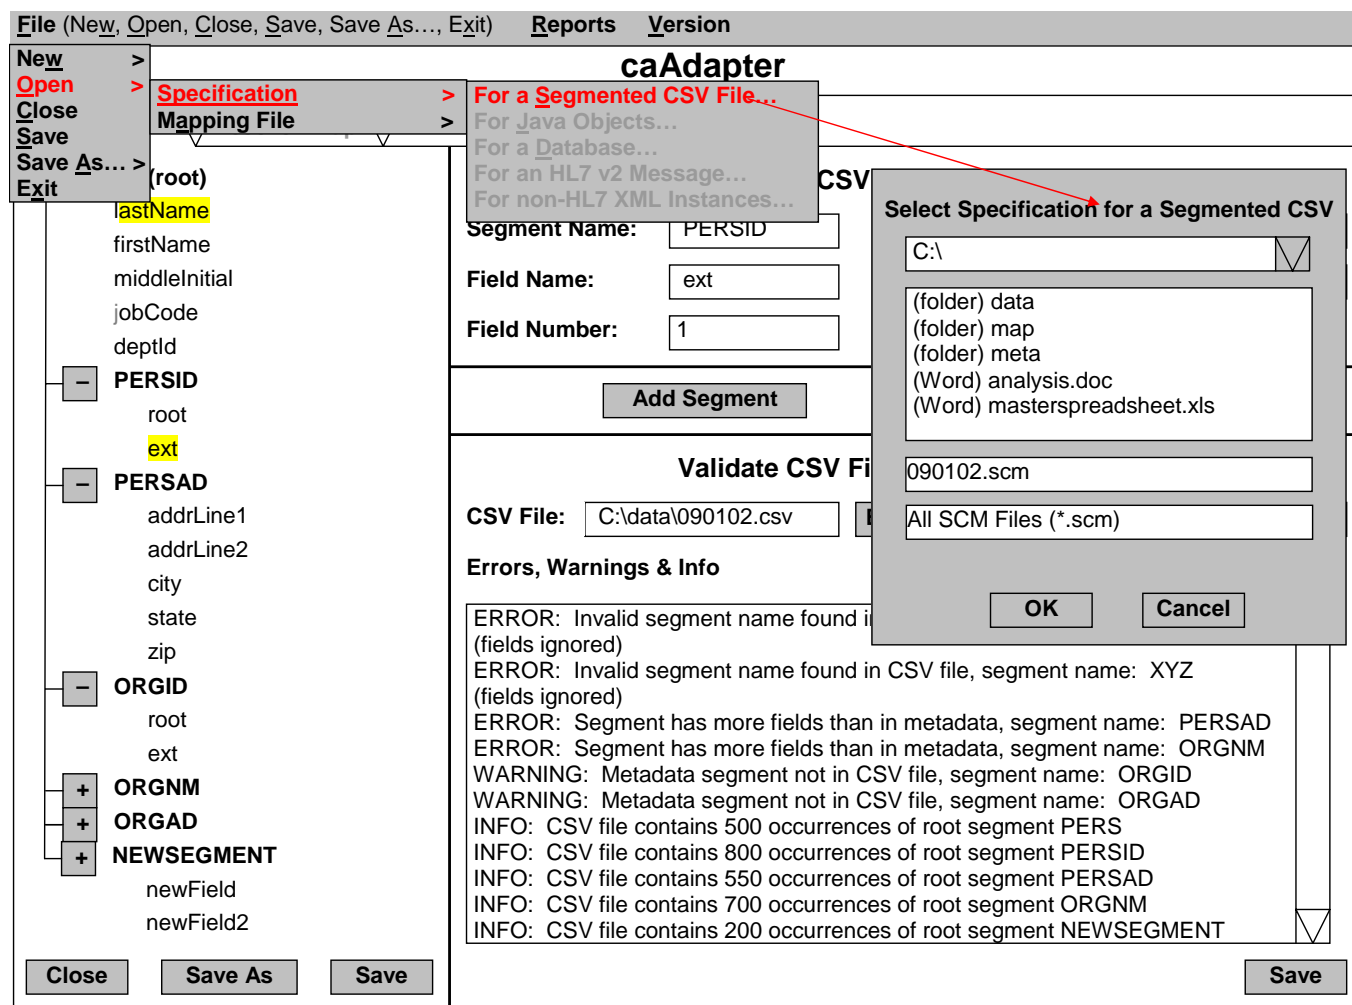 File (New, Open, Close, Save, Save As…, Exit) Reports Version
caAdapter
New >
Open >
Close
Save
Save As… >
Exit
Specification >
Mapping File >
For a Segmented CSV File…
For Java Objects…
For a Database…
For an HL7 v2 Message…
For non-HL7 XML Instances…
(root)
lastName
firstName
middleInitial
jobCode
deptId
– PERSID
root
ext
– PERSAD
addrLine1
addrLine2
city
state
zip
– ORGID
root
ext
+ ORGNM
+ ORGAD
+ NEWSEGMENT
newField
newField2
Close Save As Save
CSV
Segment Name: PERSID
Field Name: ext
Field Number: 1
Add Segment
Validate CSV Fi
CSV File: C:\data\090102.csv
Errors, Warnings & Info
ERROR: Invalid segment name found i
(fields ignored)
ERROR: Invalid segment name found in CSV file, segment name: XYZ
(fields ignored)
ERROR: Segment has more fields than in metadata, segment name: PERSAD
ERROR: Segment has more fields than in metadata, segment name: ORGNM
WARNING: Metadata segment not in CSV file, segment name: ORGID
WARNING: Metadata segment not in CSV file, segment name: ORGAD
INFO: CSV file contains 500 occurrences of root segment PERS
INFO: CSV file contains 800 occurrences of root segment PERSID
INFO: CSV file contains 550 occurrences of root segment PERSAD
INFO: CSV file contains 700 occurrences of root segment ORGNM
INFO: CSV file contains 200 occurrences of root segment NEWSEGMENT
Save
Select Specification for a Segmented CSV
C:\
(folder) data
(folder) map
(folder) meta
(Word) analysis.doc
(Word) masterspreadsheet.xls
090102.scm
All SCM Files (*.scm)
OK Cancel